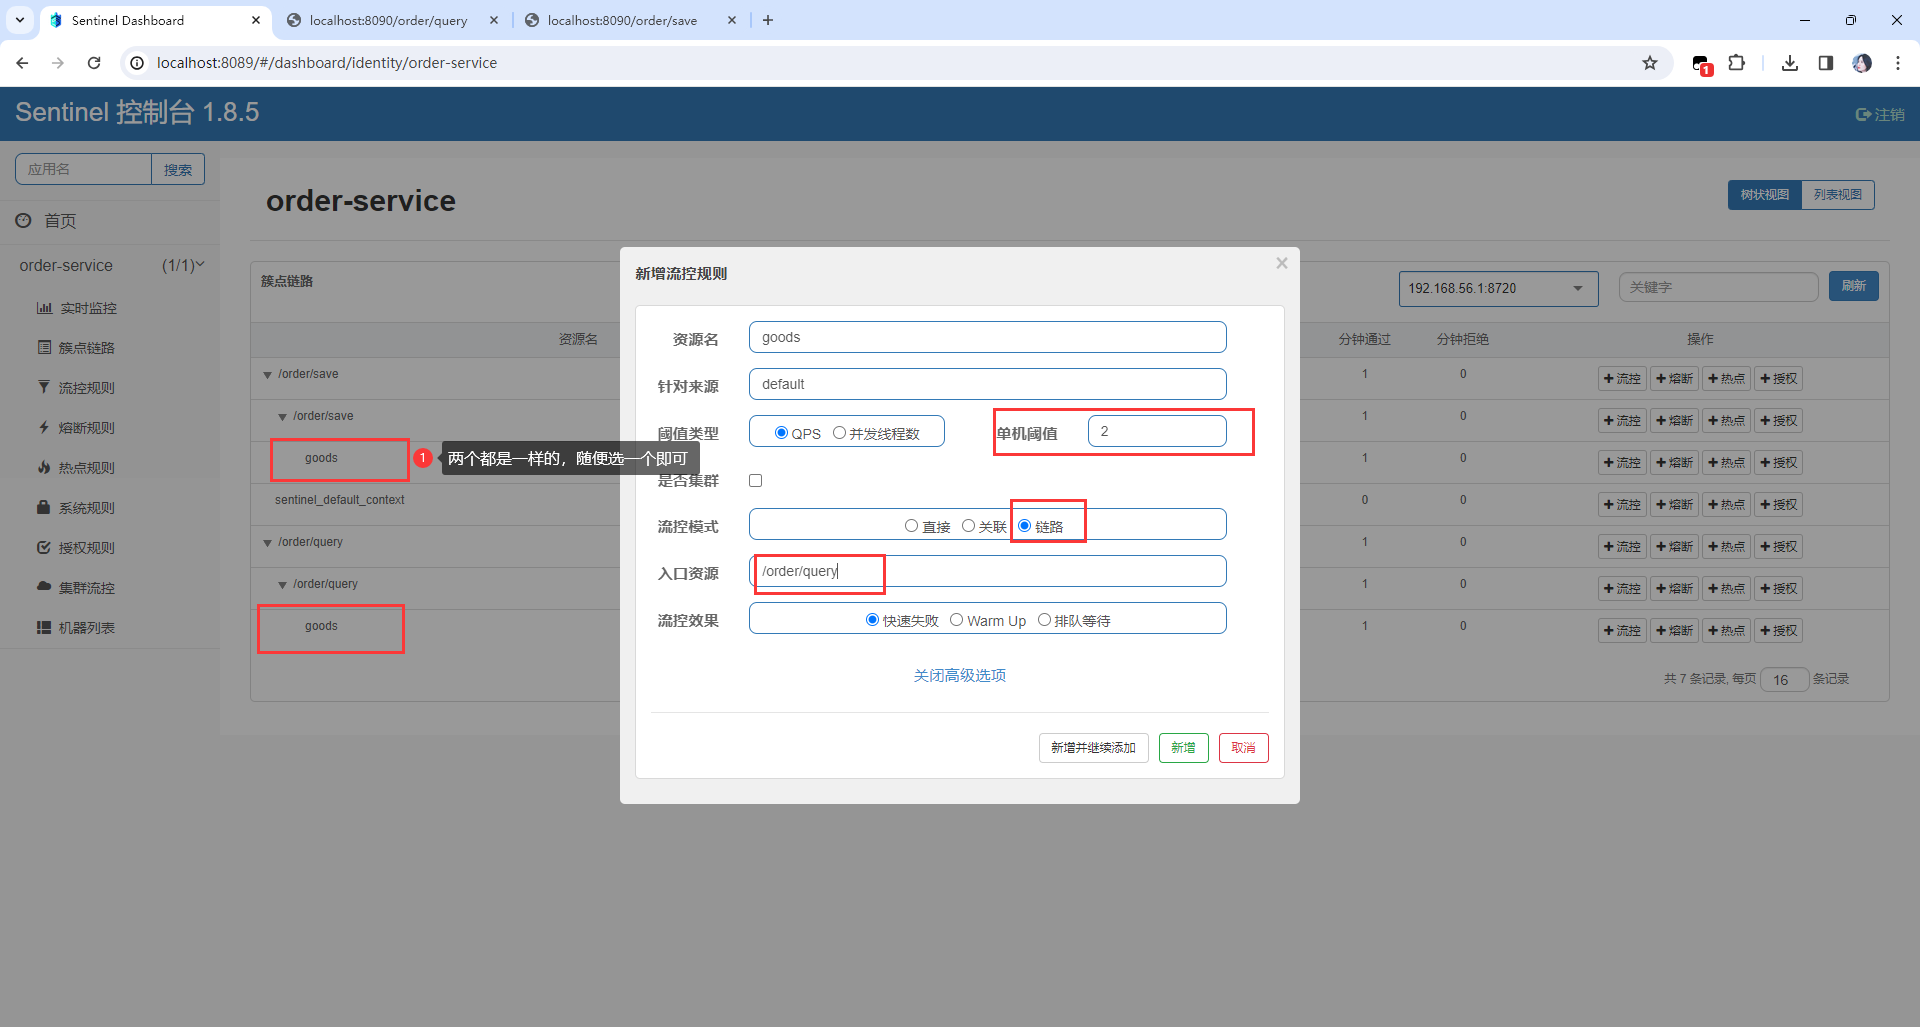 Sentinel Dashboard
localhost:8090/order/query
localhost:8090/order/save
localhost:8089/#/dashboard/identity/order-service
1
Sentinel 控制台 1.8.5
注销
应用名
搜索
首页
order-service (1/1)
实时监控
簇点链路
流控规则
熔断规则
热点规则
系统规则
授权规则
集群流控
机器列表
order-service
树状视图
列表视图
簇点链路
192.168.56.1:8720
关键字
刷新
资源名
分钟通过
分钟拒绝
操作
/order/save
1
0
流控
熔断
热点
授权
/order/save
1
0
流控
熔断
热点
授权
goods
1
0
流控
熔断
热点
授权
sentinel_default_context
0
0
流控
熔断
热点
授权
/order/query
1
0
流控
熔断
热点
授权
/order/query
1
0
流控
熔断
热点
授权
goods
1
0
流控
熔断
热点
授权
共 7 条记录, 每页 16 条记录
1 两个都是一样的，随便选一个即可
新增流控规则
资源名
goods
针对来源
default
阈值类型
QPS
并发线程数
单机阈值
2
是否集群
流控模式
直接
关联
链路
入口资源
/order/query
流控效果
快速失败
Warm Up
排队等待
关闭高级选项
新增并继续添加
新增
取消